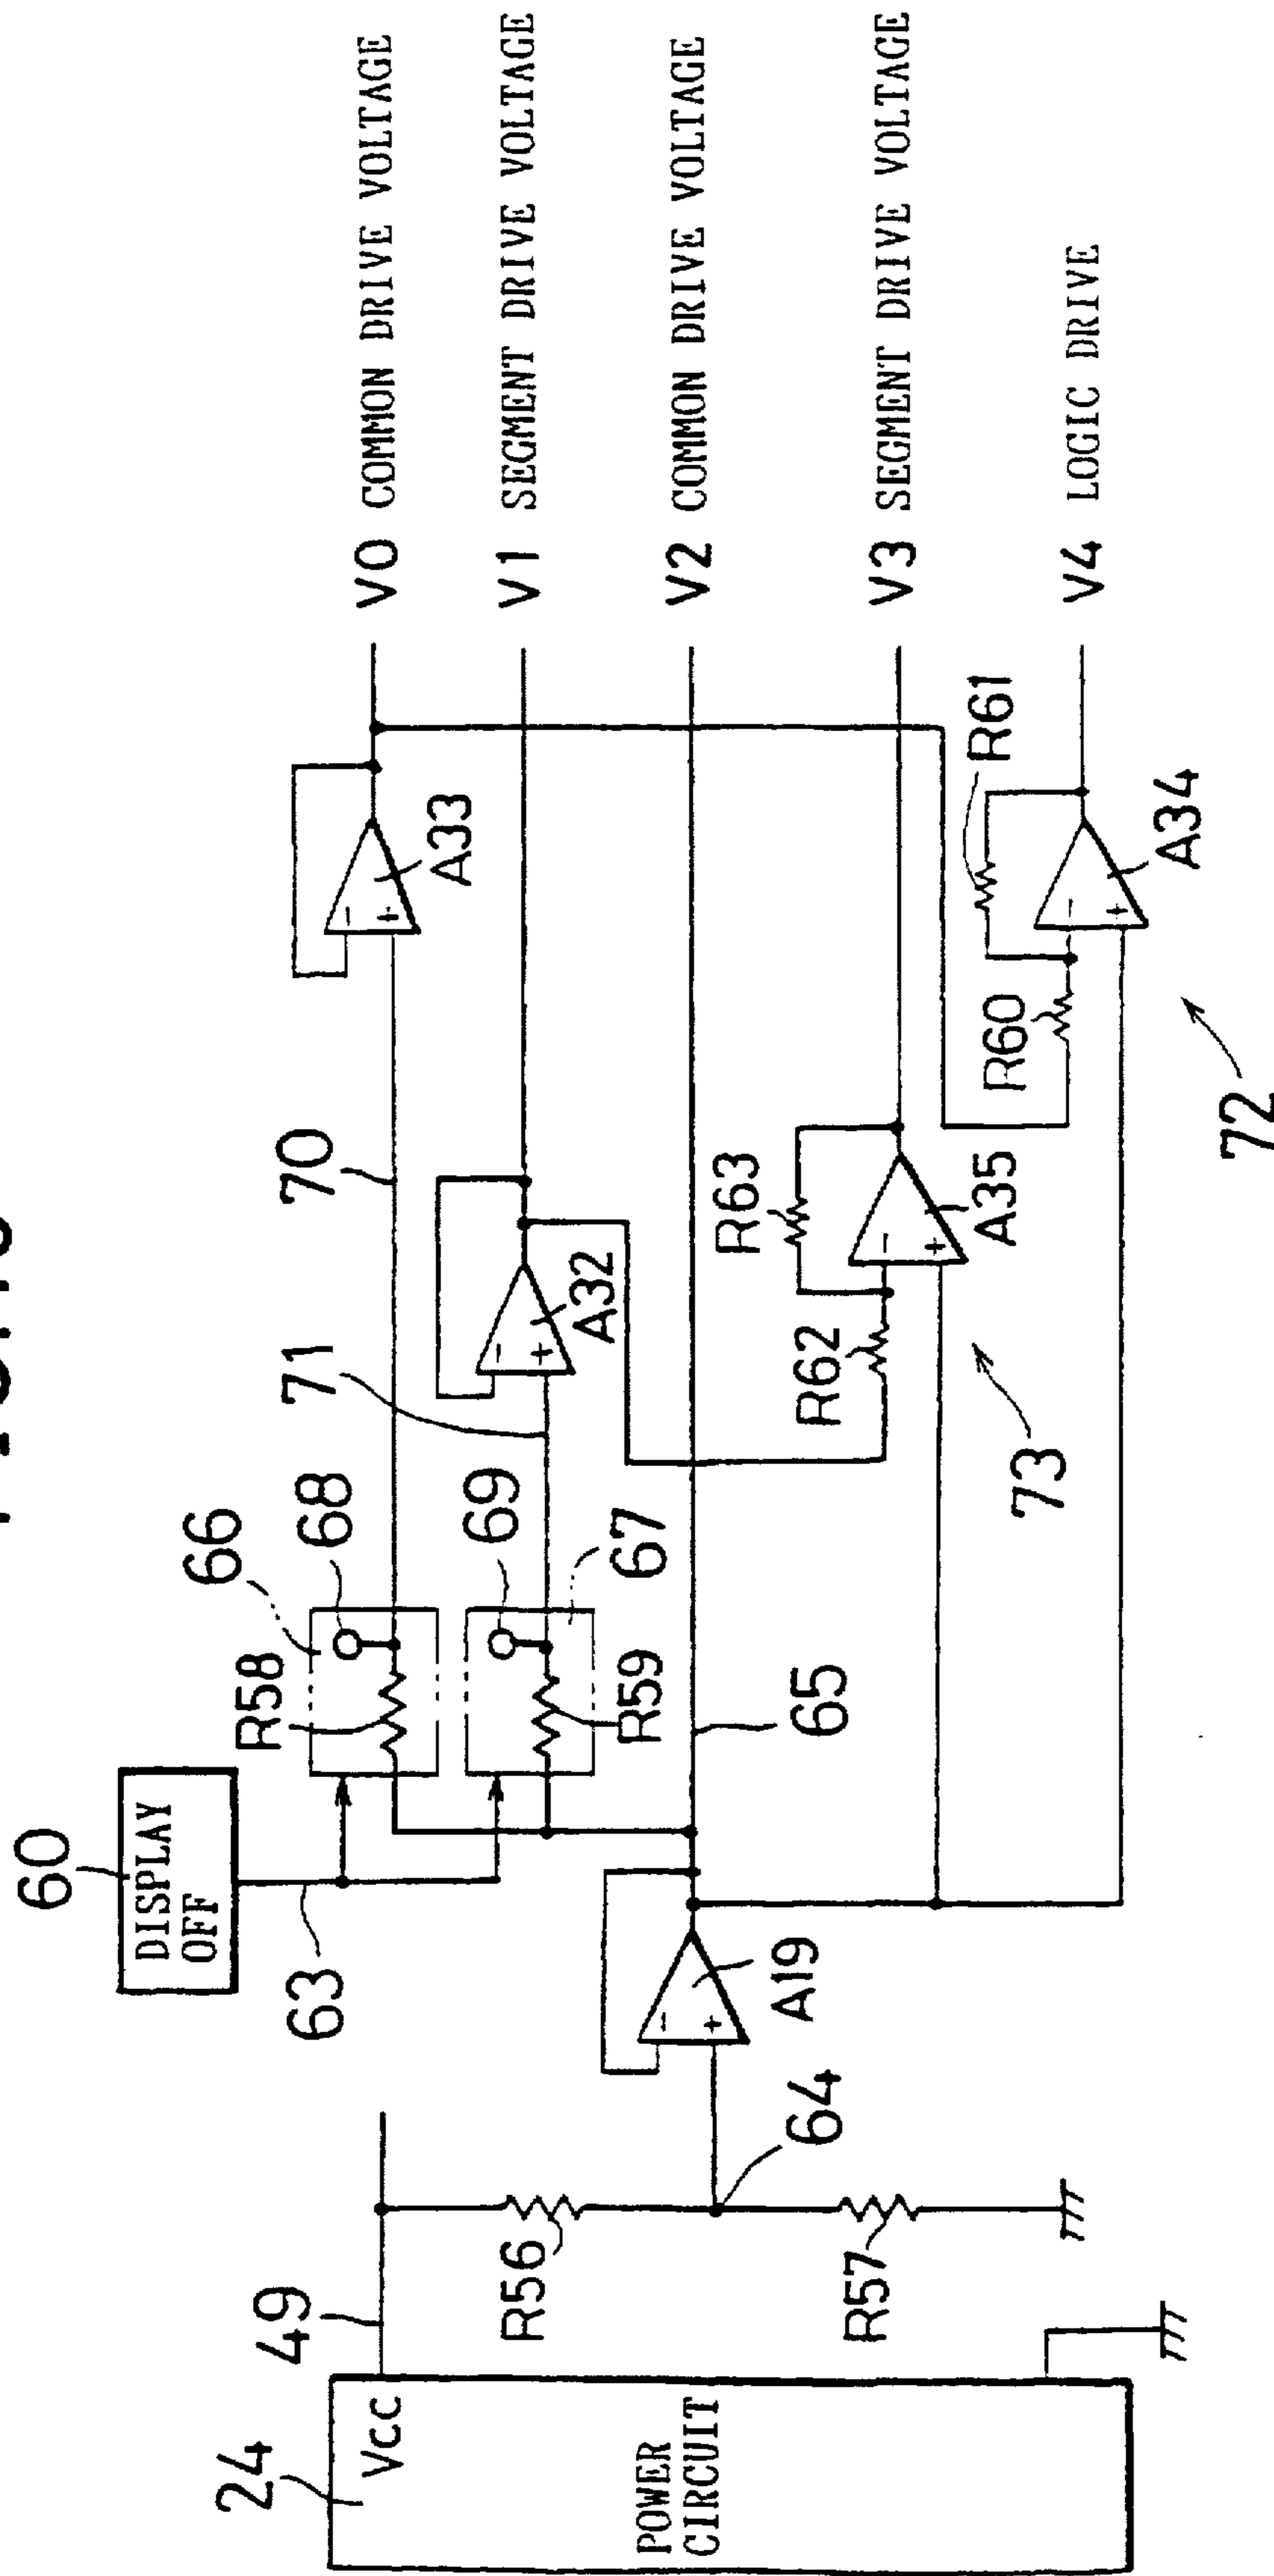 60
DISPLAY
OFF
63
66
68
R58
70
A33
V0 COMMON DRIVE VOLTAGE
69
67
R59
71
A32
V1 SEGMENT DRIVE VOLTAGE
65
V2 COMMON DRIVE VOLTAGE
24
Vcc
POWER
CIRCUIT
49
R56
R57
64
A19
R62
R63
A35
73
V3 SEGMENT DRIVE VOLTAGE
R60
R61
A34
72
V4 LOGIC DRIVE